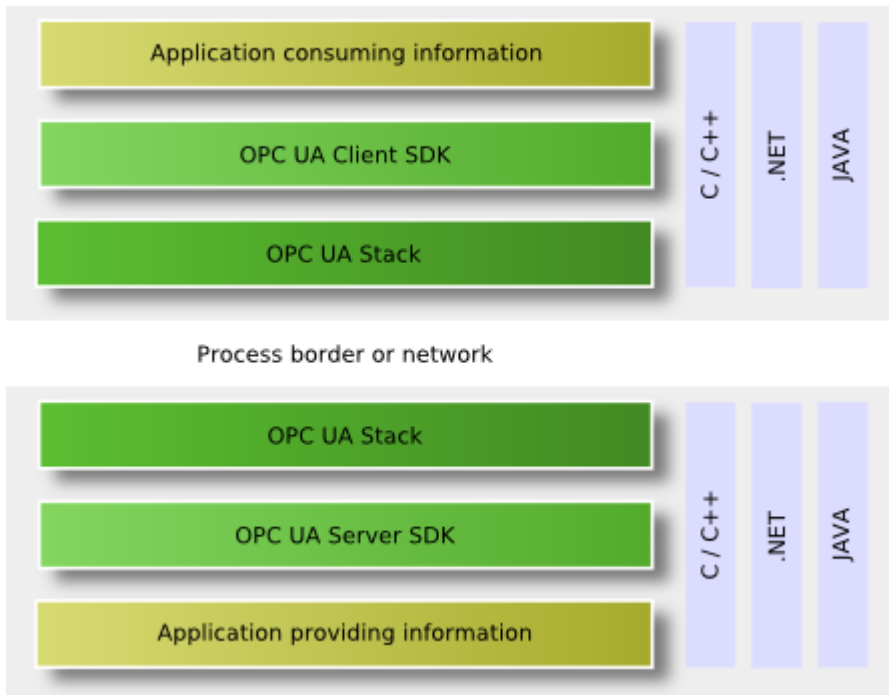 Application consuming information
OPC UA Client SDK
OPC UA Stack
C / C++
.NET
JAVA
Process border or network
OPC UA Stack
OPC UA Server SDK
Application providing information
C / C++
.NET
JAVA